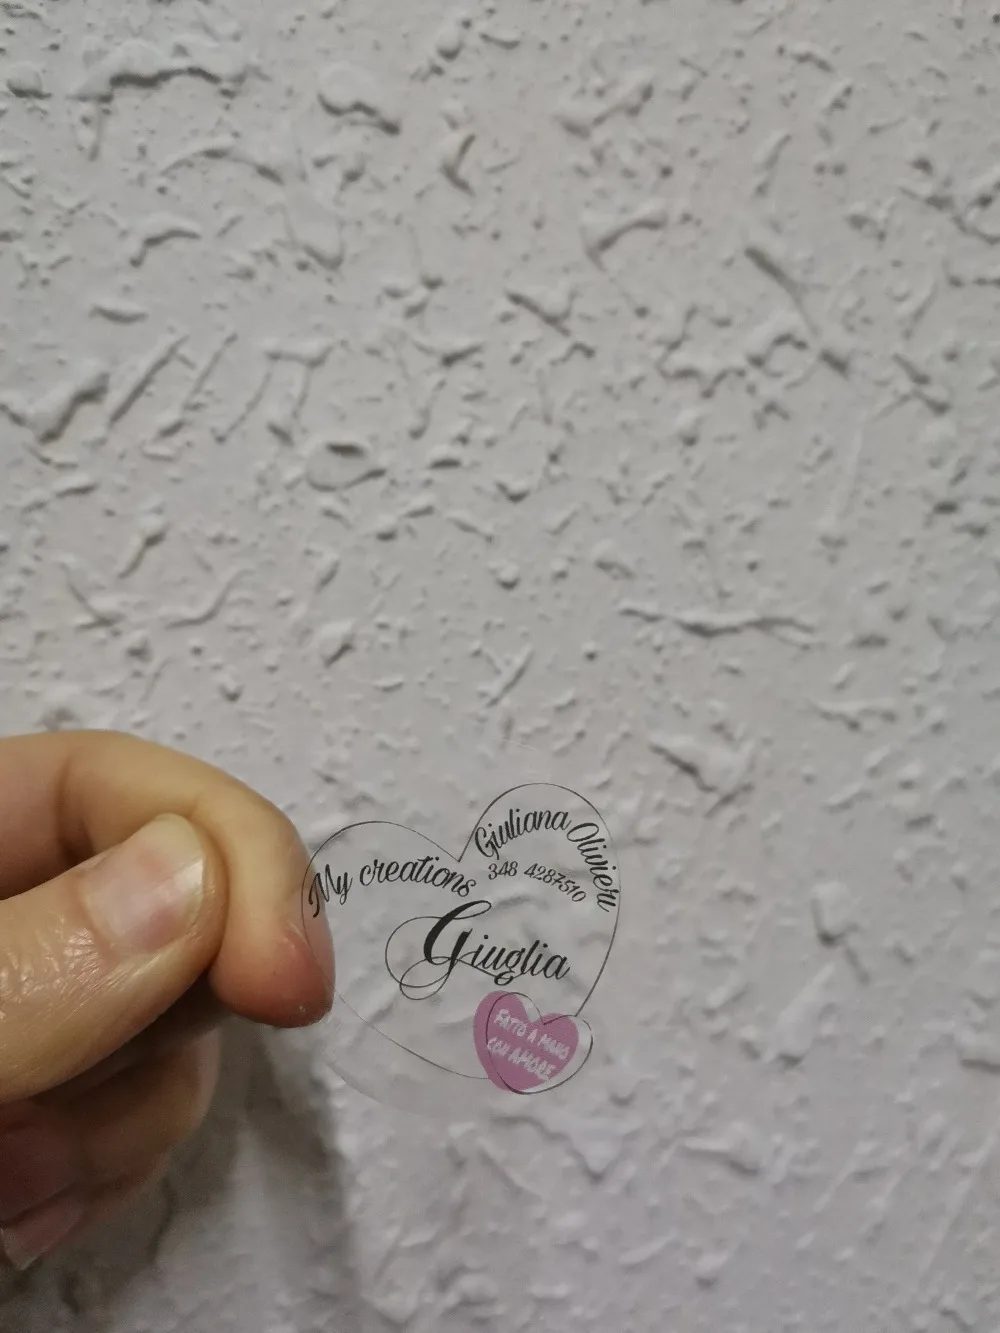 My creations
Giuliana Olivieri
348 4287510
Giuglia
FATTO A MANO
CON AMORE